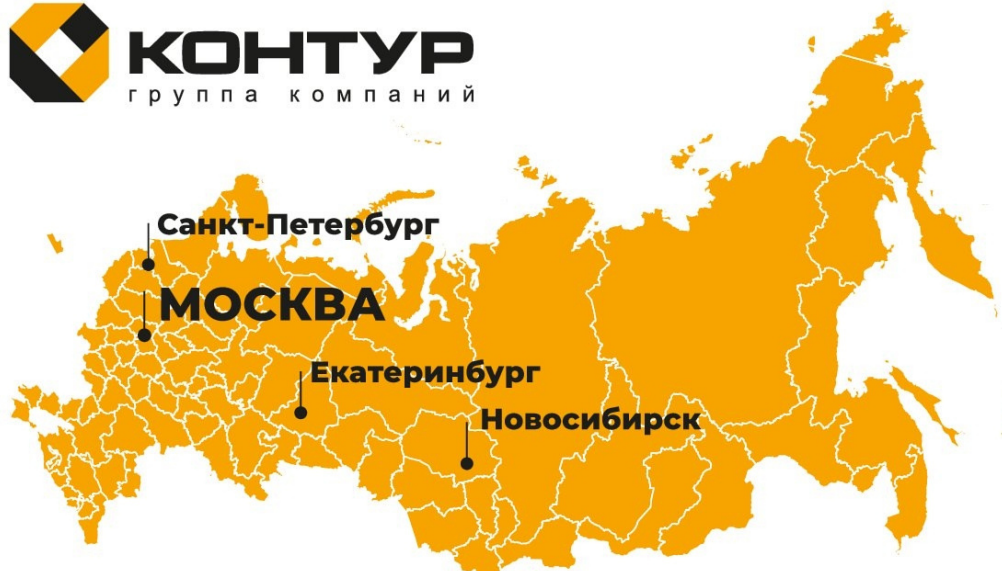 КОНТУР
группа компаний
Санкт-Петербург
МОСКВА
Екатеринбург
Новосибирск